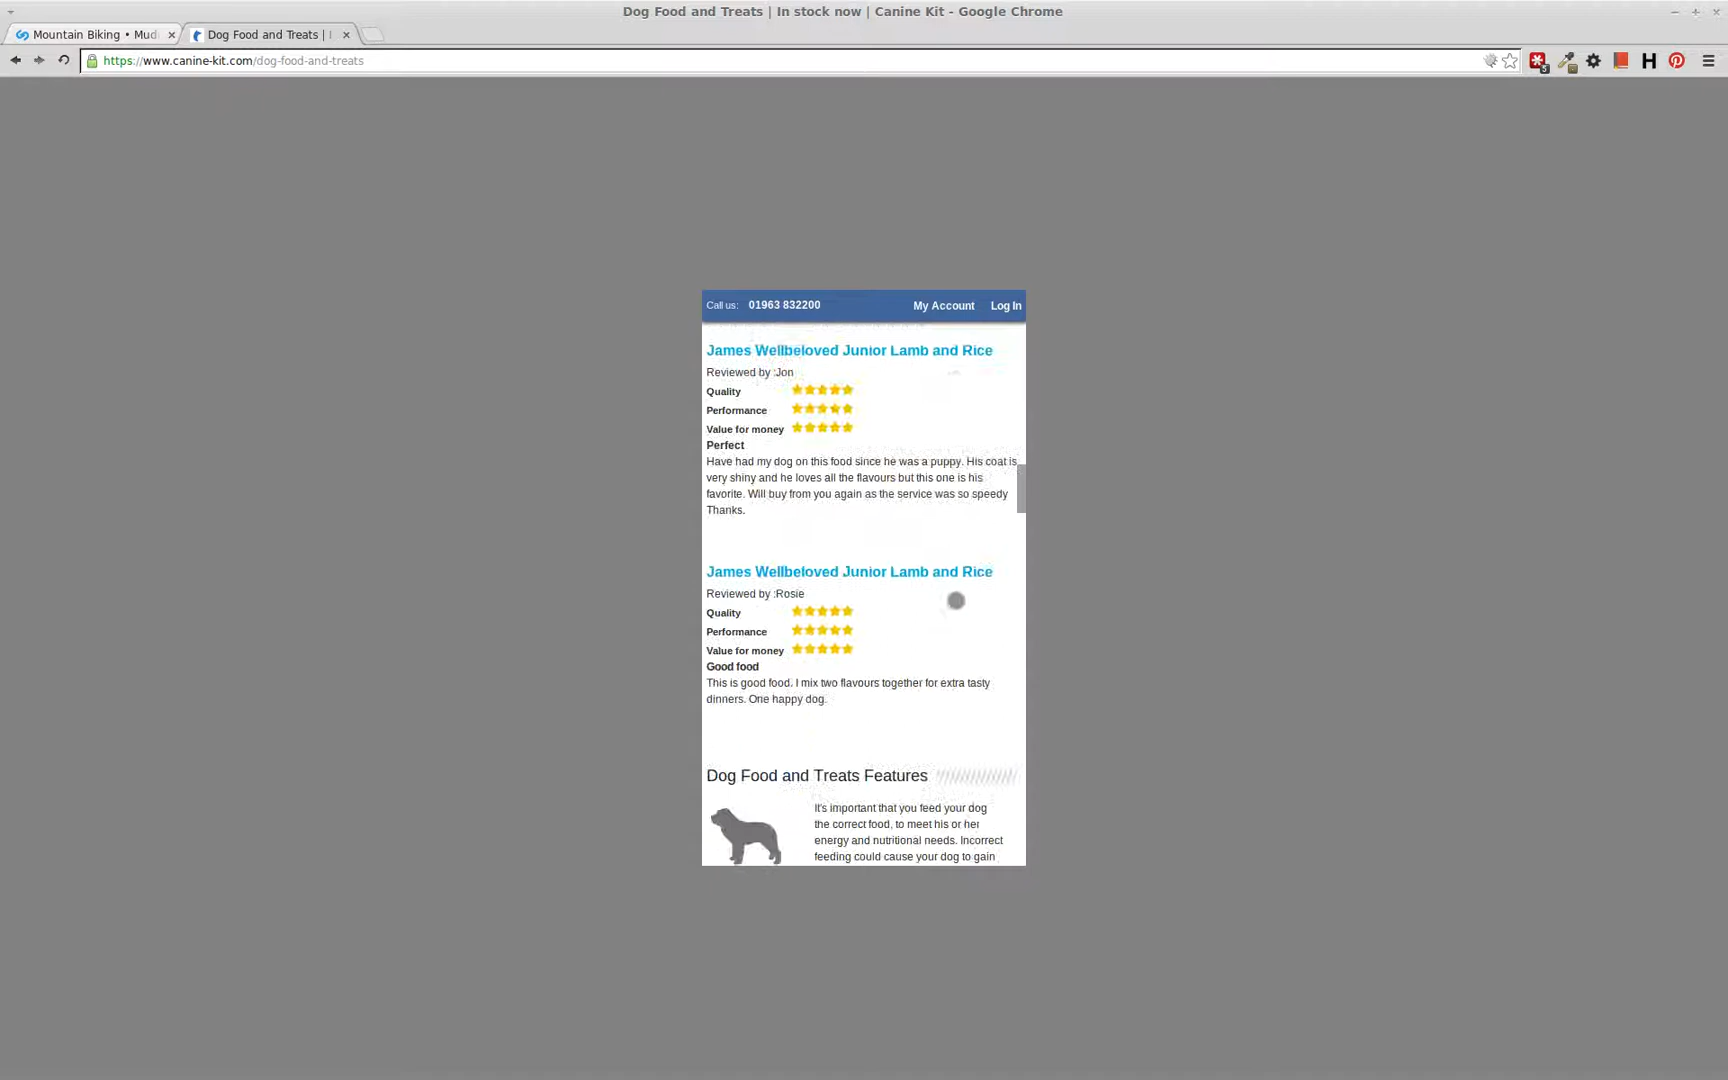 Dog Food and Treats | In stock now | Canine Kit - Google Chrome
Mountain Biking • Mud
Dog Food and Treats | I
https://www.canine-kit.com/dog-food-and-treats
5
H
Call us: 01963 832200 My Account Log In
James Wellbeloved Junior Lamb and Rice
Reviewed by :Jon
Quality
Performance
Value for money
Perfect
Have had my dog on this food since he was a puppy. His coat is
very shiny and he loves all the flavours but this one is his
favorite. Will buy from you again as the service was so speedy
Thanks.
James Wellbeloved Junior Lamb and Rice
Reviewed by :Rosie
Quality
Performance
Value for money
Good food
This is good food. I mix two flavours together for extra tasty
dinners. One happy dog.
Dog Food and Treats Features
It's important that you feed your dog
the correct food, to meet his or her
energy and nutritional needs. Incorrect
feeding could cause your dog to gain